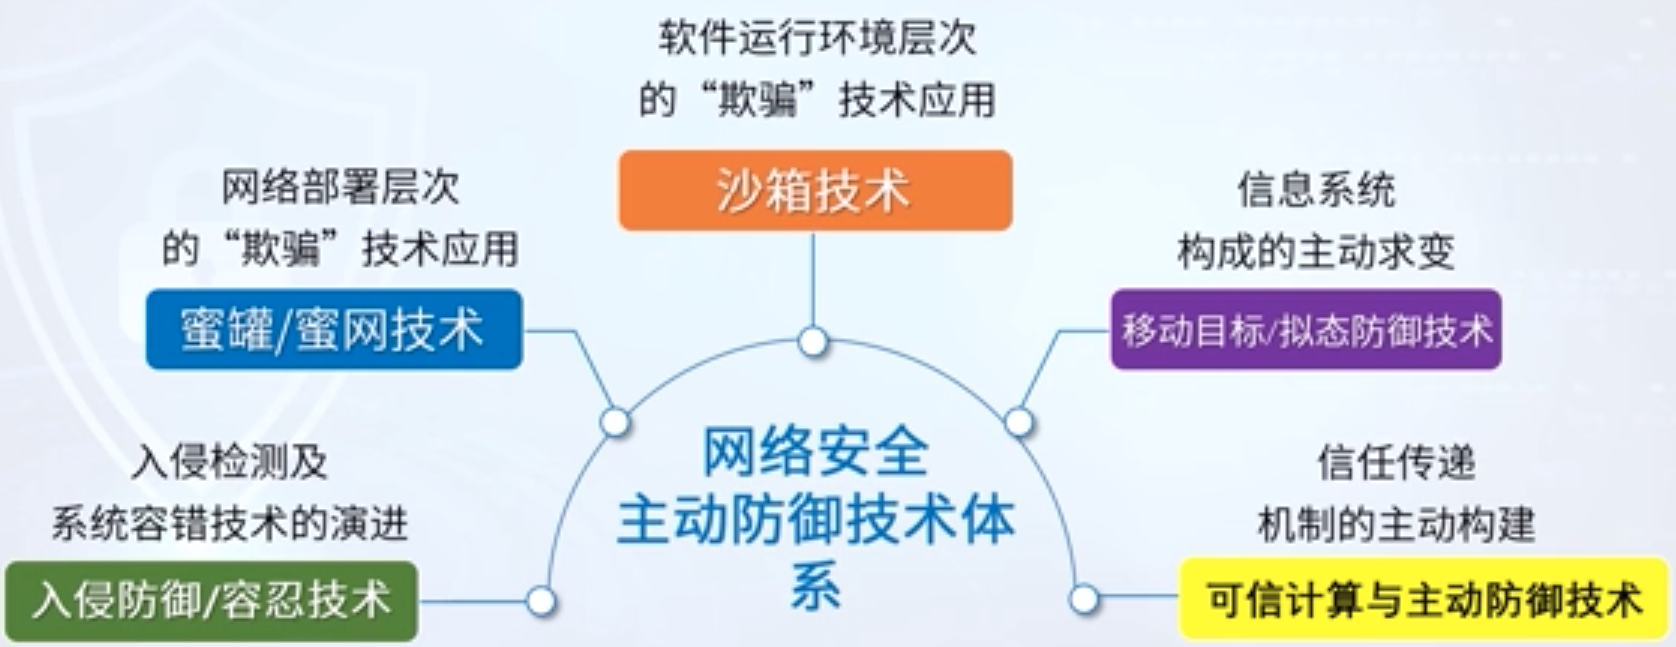 软件运行环境层次
的“欺骗”技术应用
沙箱技术
网络部署层次
的“欺骗”技术应用
蜜罐/蜜网技术
信息系统
构成的主动求变
移动目标/拟态防御技术
入侵检测及
系统容错技术的演进
入侵防御/容忍技术
网络安全
主动防御技术体
系
信任传递
机制的主动构建
可信计算与主动防御技术